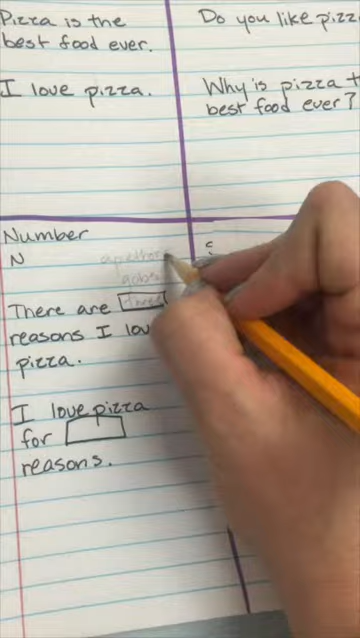 Pizza is the
best food ever.
I love pizza.
Do you like pizz
Why is pizza t
best food ever?
Number
N
There are
reasons I lov
pizza.
I love pizza
for
reasons.